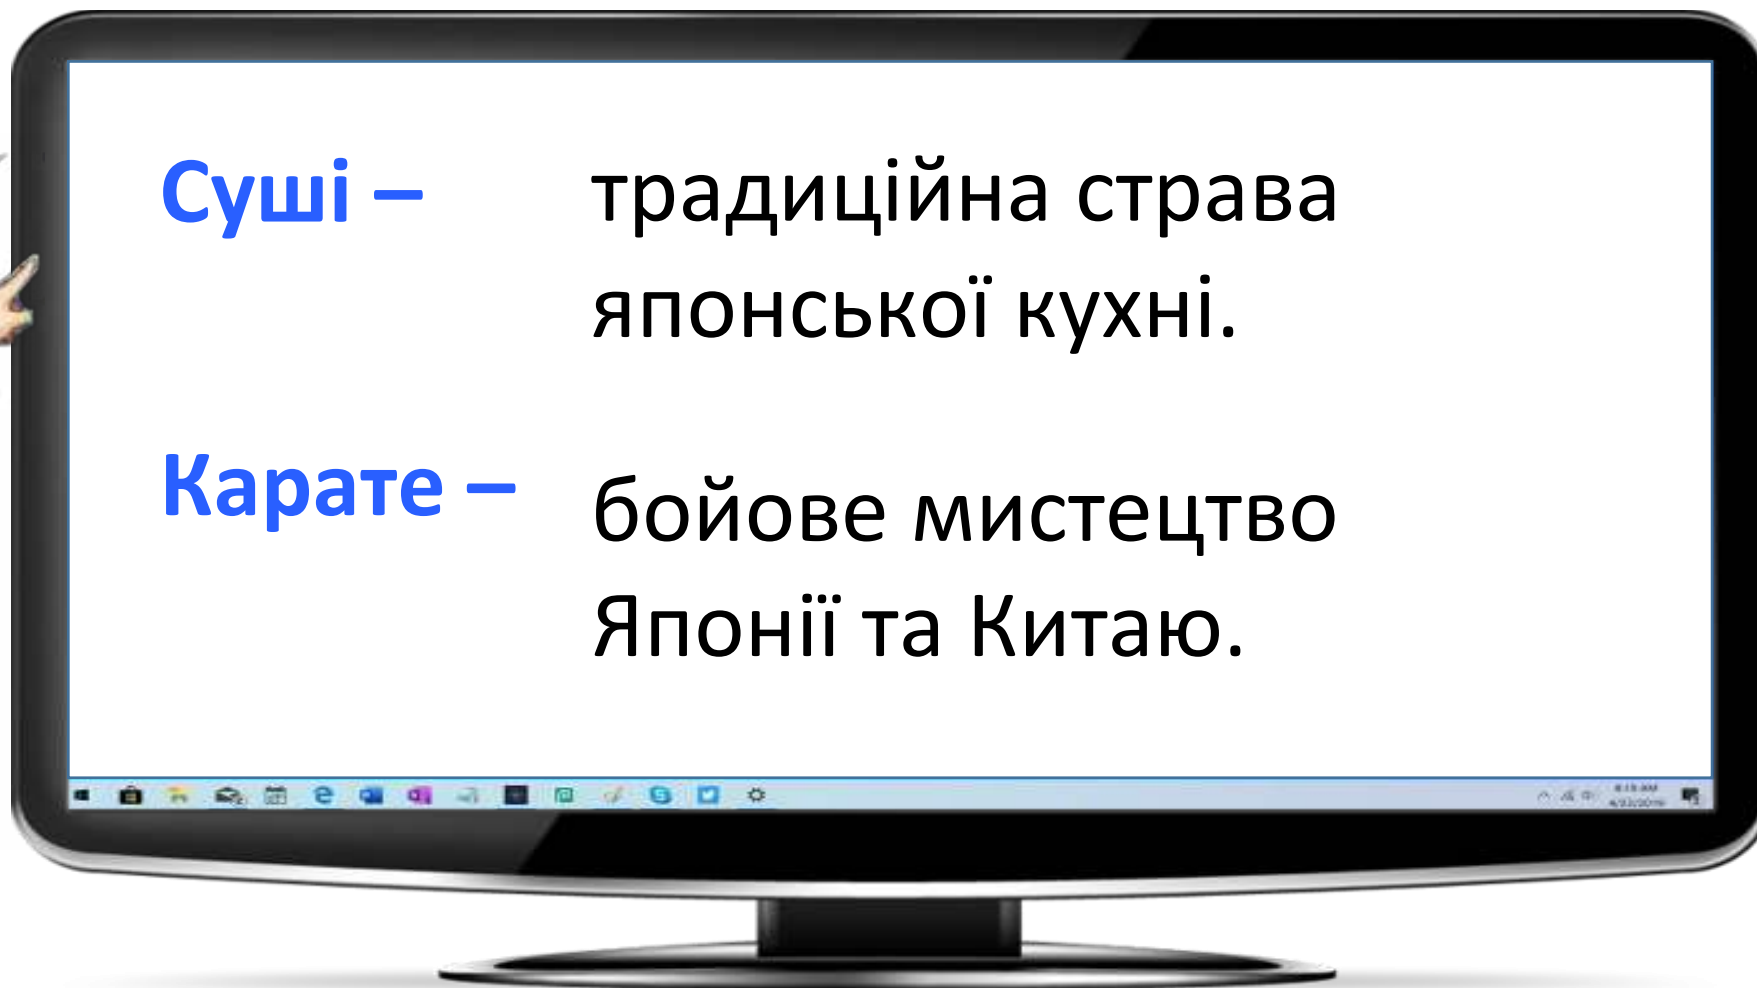 Суші – традиційна страва
японської кухні.
Карате – бойове мистецтво
Японії та Китаю.